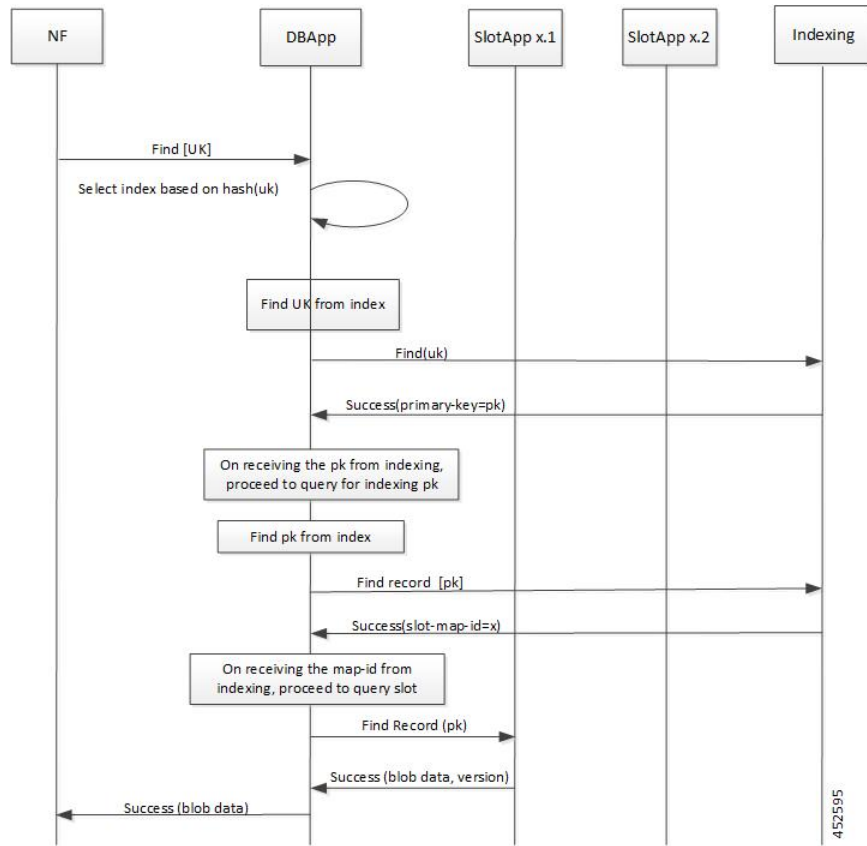 NF
DBApp
SlotApp x.1
SlotApp x.2
Indexing
Find [UK]
Select index based on hash(uk)
Find UK from index
Find(uk)
Success(primary-key=pk)
On receiving the pk from indexing,
proceed to query for indexing pk
Find pk from index
Find record [pk]
Success(slot-map-id=x)
On receiving the map-id from
indexing, proceed to query slot
Find Record (pk)
Success (blob data, version)
Success (blob data)
452595